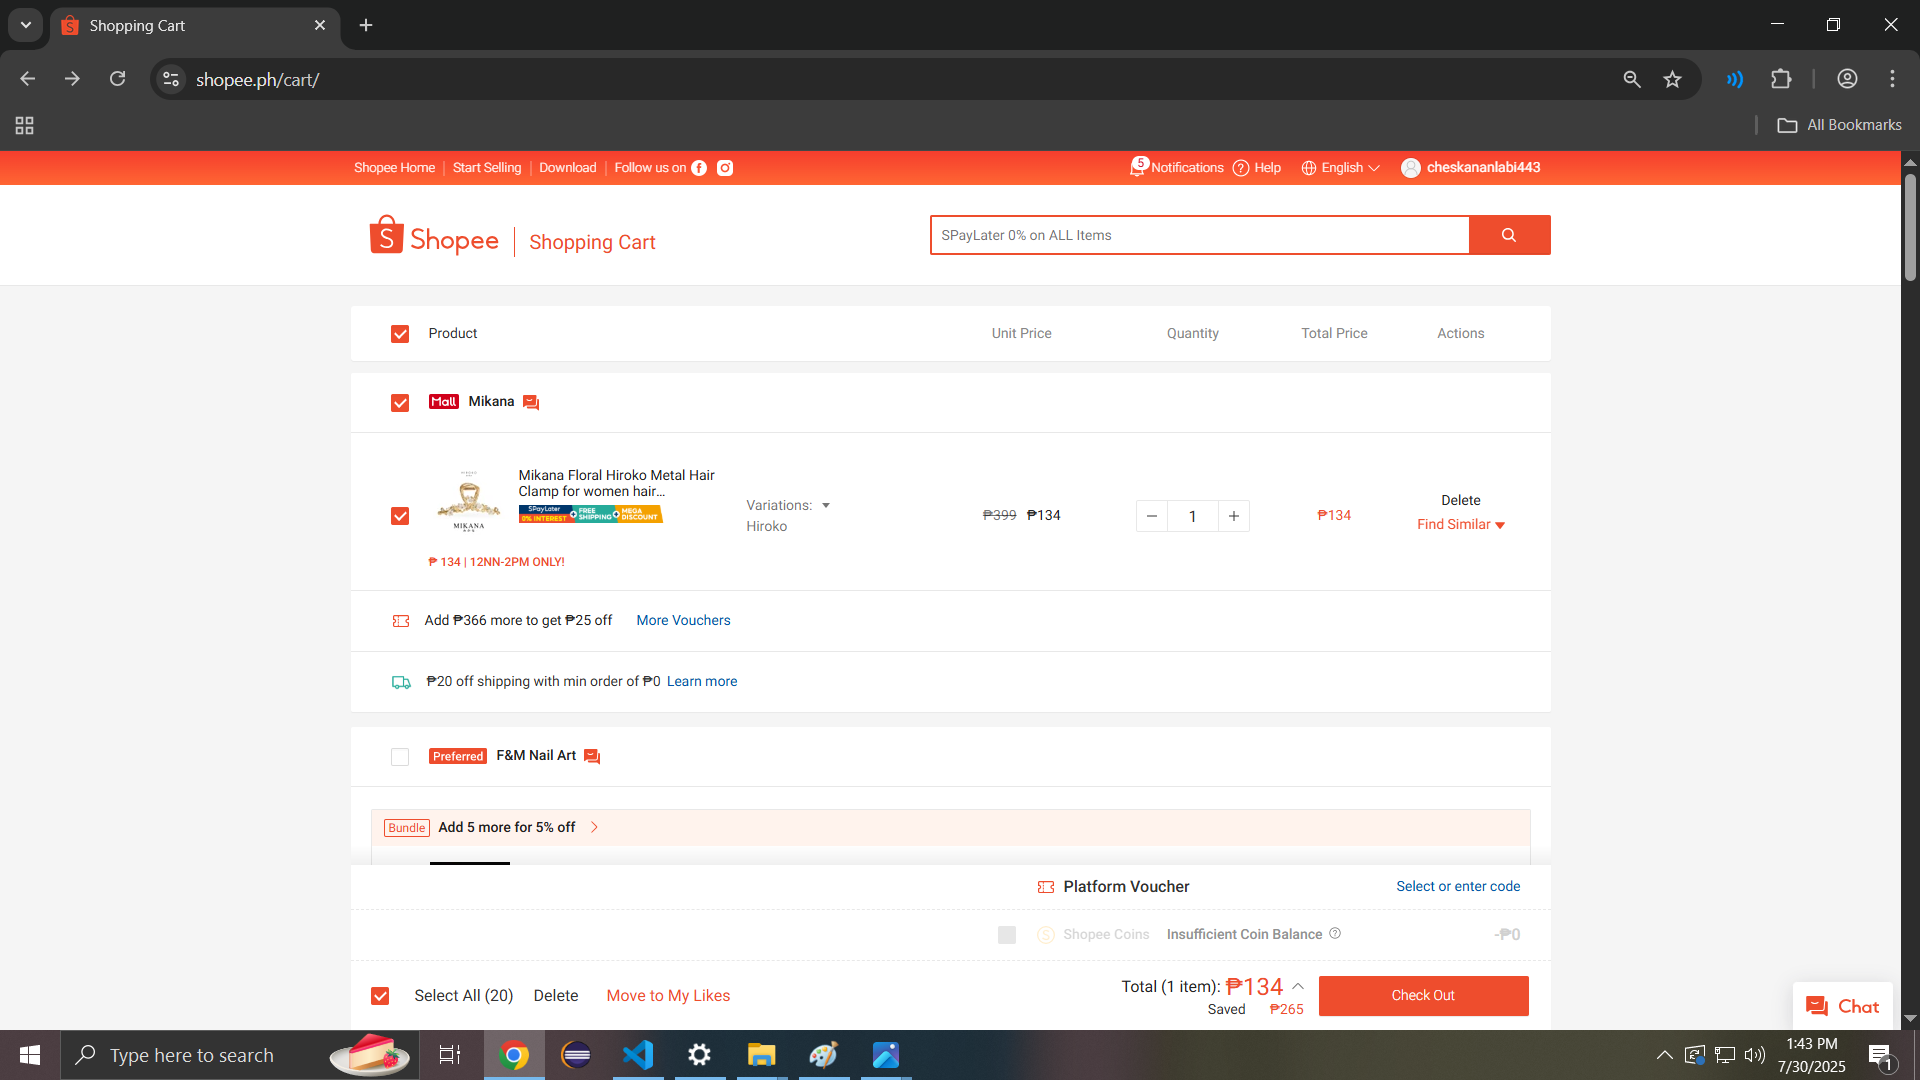 Shopping Cart
shopee.ph/cart/
All Bookmarks
Shopee Home | Start Selling | Download | Follow us on
5 Notifications Help English cheskananlabi443
Shopee | Shopping Cart
SPayLater 0% on ALL Items
Product Unit Price Quantity Total Price Actions
Mall Mikana
Mikana Floral Hiroko Metal Hair
Clamp for women hair...
SPayLater 0% INTEREST + FREE SHIPPING + MEGA DISCOUNT
MIKANA
Variations:
Hiroko
₱399 ₱134
1
₱134
Delete
Find Similar
₱ 134 | 12NN-2PM ONLY!
Add ₱366 more to get ₱25 off More Vouchers
₱20 off shipping with min order of ₱0 Learn more
Preferred F&M Nail Art
Bundle Add 5 more for 5% off
Platform Voucher Select or enter code
Shopee Coins Insufficient Coin Balance -₱0
Select All (20) Delete Move to My Likes
Total (1 item): ₱134
Saved ₱265
Check Out
Chat
Type here to search
1:43 PM
7/30/2025
1